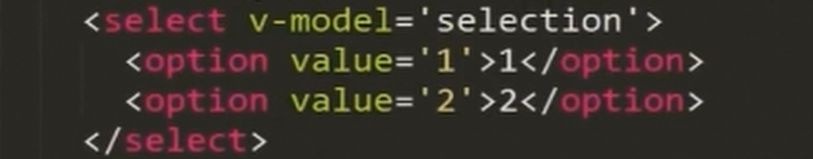 <select v-model='selection'>
<option value='1'>1</option>
<option value='2'>2</option>
</select>